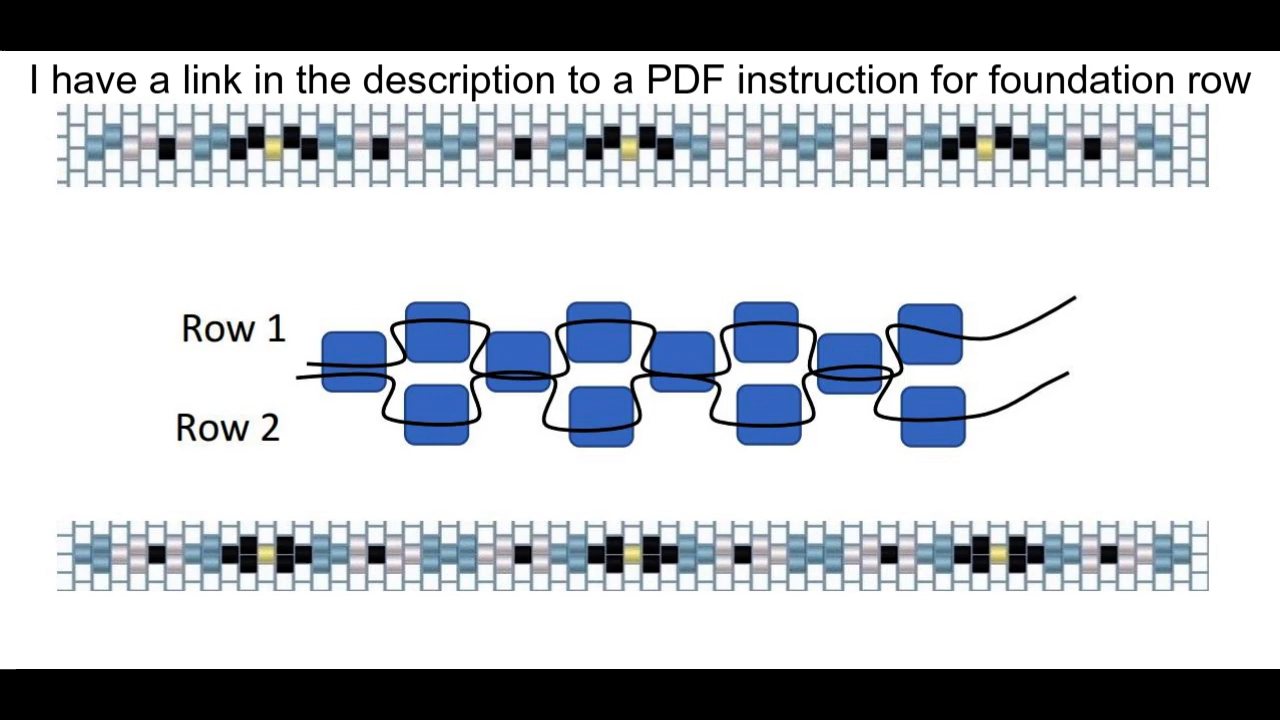 I have a link in the description to a PDF instruction for foundation row
Row 1
Row 2